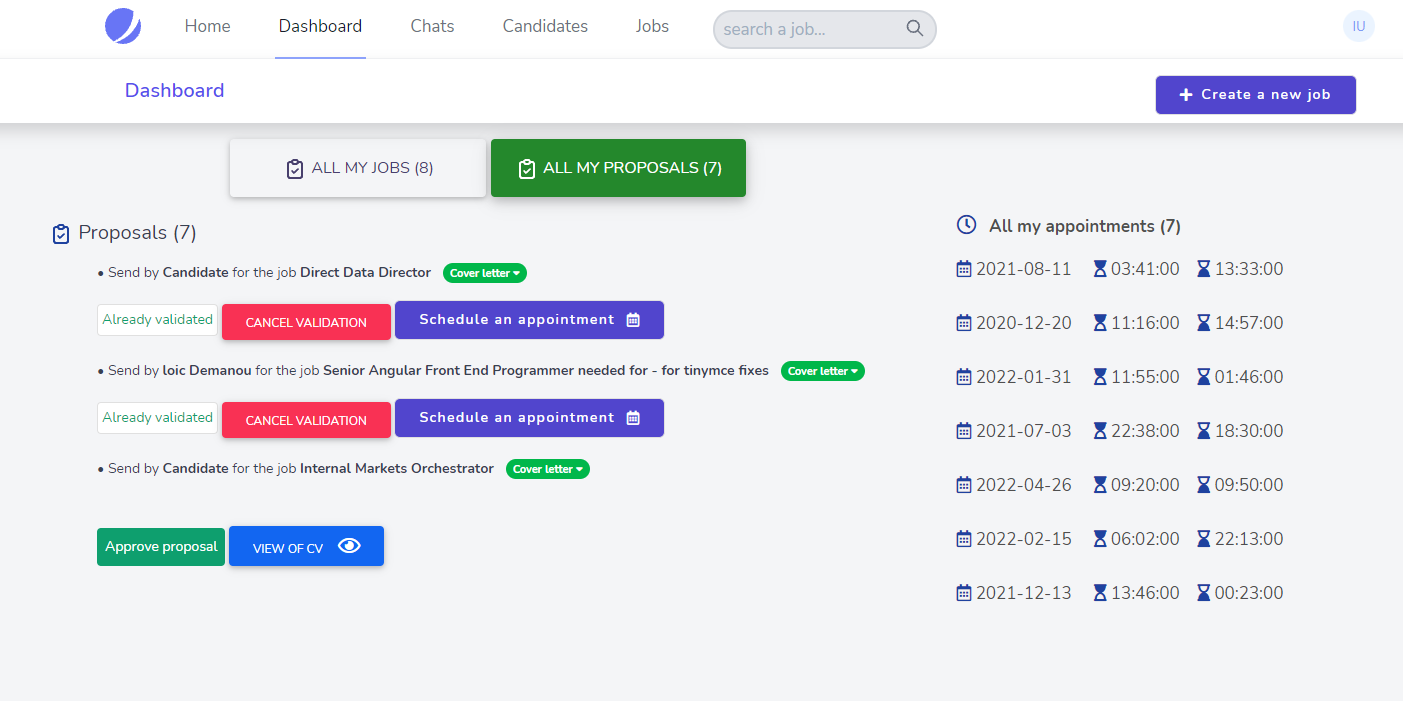 Home Dashboard Chats Candidates Jobs search a job... IU
Dashboard
+ Create a new job
ALL MY JOBS (8) ALL MY PROPOSALS (7)
Proposals (7)
• Send by Candidate for the job Direct Data Director Cover letter
Already validated CANCEL VALIDATION Schedule an appointment
• Send by loic Demanou for the job Senior Angular Front End Programmer needed for - for tinymce fixes Cover letter
Already validated CANCEL VALIDATION Schedule an appointment
• Send by Candidate for the job Internal Markets Orchestrator Cover letter
Approve proposal VIEW OF CV
All my appointments (7)
2021-08-11 03:41:00 13:33:00
2020-12-20 11:16:00 14:57:00
2022-01-31 11:55:00 01:46:00
2021-07-03 22:38:00 18:30:00
2022-04-26 09:20:00 09:50:00
2022-02-15 06:02:00 22:13:00
2021-12-13 13:46:00 00:23:00